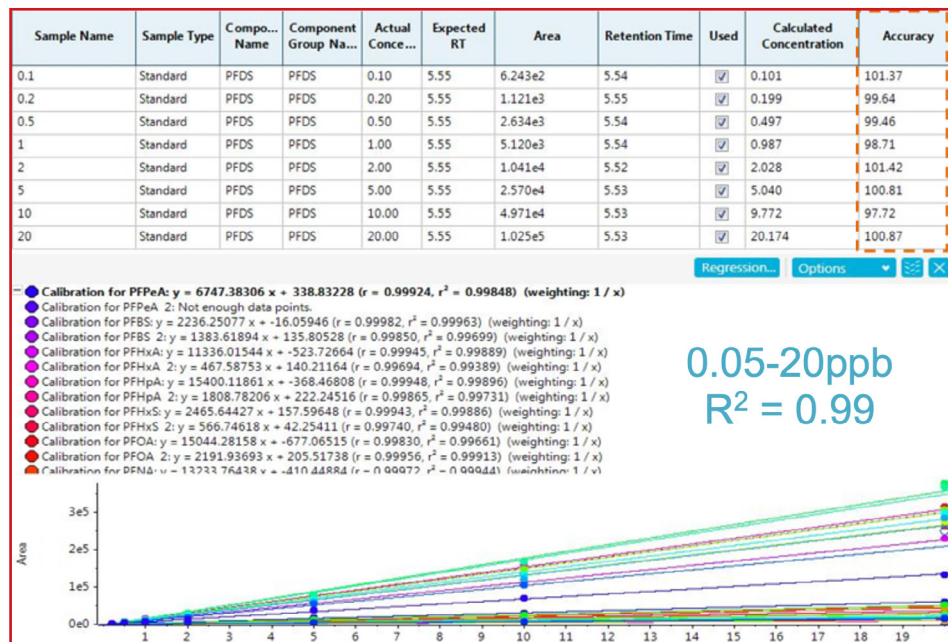 Sample Name Sample Type Compo... Name Component Group Na... Actual Conce... Expected RT Area Retention Time Used Calculated Concentration Accuracy
0.1 Standard PFDS PFDS 0.10 5.55 6.243e2 5.54 0.101 101.37
0.2 Standard PFDS PFDS 0.20 5.55 1.121e3 5.55 0.199 99.64
0.5 Standard PFDS PFDS 0.50 5.55 2.634e3 5.54 0.497 99.46
1 Standard PFDS PFDS 1.00 5.55 5.120e3 5.54 0.987 98.71
2 Standard PFDS PFDS 2.00 5.55 1.041e4 5.52 2.028 101.42
5 Standard PFDS PFDS 5.00 5.55 2.570e4 5.53 5.040 100.81
10 Standard PFDS PFDS 10.00 5.55 4.971e4 5.53 9.772 97.72
20 Standard PFDS PFDS 20.00 5.55 1.025e5 5.53 20.174 100.87
Regression... Options
Calibration for PFPeA: y = 6747.38306 x + 338.83228 (r = 0.99924, r² = 0.99848) (weighting: 1 / x)
Calibration for PFPeA 2: Not enough data points.
Calibration for PFBS: y = 2236.25077 x + -16.05946 (r = 0.99982, r² = 0.99963) (weighting: 1 / x)
Calibration for PFBS 2: y = 1383.61894 x + 135.80528 (r = 0.99850, r² = 0.99699) (weighting: 1 / x)
Calibration for PFHxA: y = 11336.01544 x + -523.72664 (r = 0.99945, r² = 0.99889) (weighting: 1 / x)
Calibration for PFHxA 2: y = 467.58753 x + 140.21164 (r = 0.99694, r² = 0.99389) (weighting: 1 / x)
Calibration for PFHpA: y = 15400.11861 x + -368.46808 (r = 0.99948, r² = 0.99896) (weighting: 1 / x)
Calibration for PFHpA 2: y = 1808.78206 x + 222.24516 (r = 0.99865, r² = 0.99731) (weighting: 1 / x)
Calibration for PFHxS: y = 2465.64427 x + 157.59648 (r = 0.99943, r² = 0.99886) (weighting: 1 / x)
Calibration for PFHxS 2: y = 566.74618 x + 42.25411 (r = 0.99740, r² = 0.99480) (weighting: 1 / x)
Calibration for PFOA: y = 15044.28158 x + -677.06515 (r = 0.99830, r² = 0.99661) (weighting: 1 / x)
Calibration for PFOA 2: y = 2191.93693 x + 205.51738 (r = 0.99956, r² = 0.99913) (weighting: 1 / x)
Calibration for PFNA: y = 13233.76438 x + -410.44884 (r = 0.99972, r² = 0.99944) (weighting: 1 / x)
0.05-20ppb
R² = 0.99
Area
3e5
2e5
1e5
0e0
1 2 3 4 5 6 7 8 9 10 11 12 13 14 15 16 17 18 19